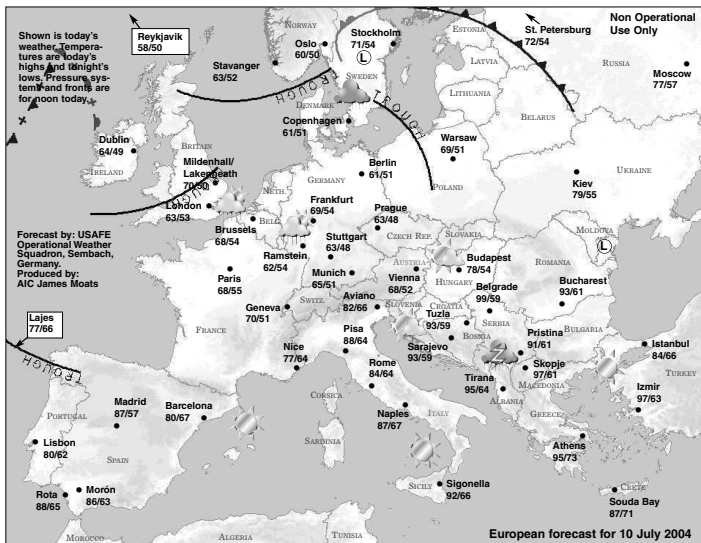 Shown is today's
weather. Tempera-
tures are today's
highs and tonight's
lows. Pressure sys-
tems and fronts are
for noon today.
Reykjavik
58/50
NORWAY
Oslo
60/50
Stockholm
71/54
L
ESTONIA
St. Petersburg
72/54
Non Operational
Use Only
Stavanger
63/52
TROUGH
SWEDEN
LATVIA
RUSSIA
Moscow
77/57
LITHUANIA
DENMARK
TROUGH
BELARUS
Copenhagen
61/51
Dublin
64/49
IRELAND
BRITAIN
Mildenhall/
Lakenheath
70/50
TROUGH
London
63/53
NETH.
GERMANY
Berlin
61/51
Warsaw
69/51
POLAND
UKRAINE
Kiev
79/55
Brussels
68/54
BELG.
Frankfurt
69/54
Prague
63/48
CZECH REP.
SLOVAKIA
MOLDOVA
L
Forecast by: USAFE
Operational Weather
Squadron, Sembach,
Germany.
Produced by:
AIC James Moats
Ramstein
62/54
Stuttgart
63/48
Paris
68/55
Munich
65/51
AUSTRIA
Vienna
68/52
Budapest
78/54
HUNGARY
ROMANIA
Bucharest
93/61
Lajes
77/66
FRANCE
Geneva
70/51
SWITZ.
Aviano
82/66
SLOVENIA
CROATIA
Belgrade
99/59
Tuzla
93/59
BOSNIA
SERBIA
BULGARIA
Nice
77/64
Pisa
88/64
Sarajevo
93/59
Pristina
91/61
Skopje
97/61
MACEDONIA
Istanbul
84/66
TURKEY
TROUGH
Rome
84/64
Tirana
95/64
ALBANIA
Izmir
97/63
CORSICA
Naples
87/67
ITALY
GREECE
Athens
95/73
PORTUGAL
Madrid
87/57
Barcelona
80/67
SPAIN
SARDINIA
Lisbon
80/62
Rota
88/65
Morón
86/63
SICILY
Sigonella
92/66
CRETE
Souda Bay
87/71
MOROCCO
ALGERIA
TUNISIA
European forecast for 10 July 2004